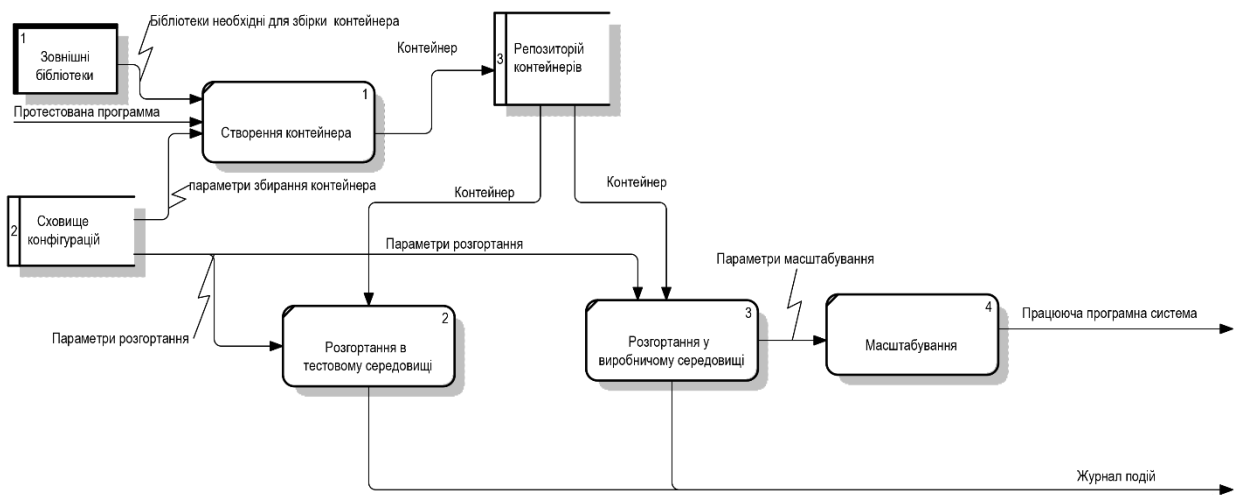 Бібліотеки необхідні для збірки контейнера
1
Зовнішні
бібліотеки
Контейнер
3
Репозиторій
контейнерів
1
Створення контейнера
Протестована программа
параметри збирання контейнера
2
Сховище
конфігурацій
Контейнер
Контейнер
Параметри розгортання
Параметри масштабування
Параметри розгортання
2
Розгортання в
тестовому середовищі
3
Розгортання у
виробничому середовищі
4
Масштабування
Працююча програмна система
Журнал подій